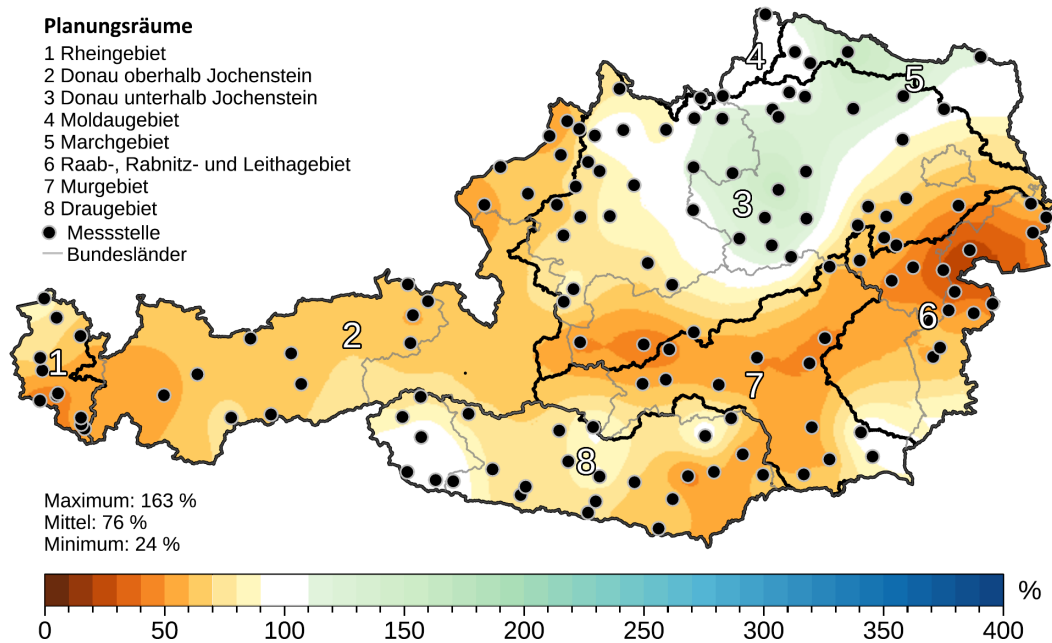 Planungsräume
1 Rheingebiet
2 Donau oberhalb Jochenstein
3 Donau unterhalb Jochenstein
4 Moldaugebiet
5 Marchgebiet
6 Raab-, Rabnitz- und Leithagebiet
7 Murgebiet
8 Draugebiet
Messstelle
Bundesländer
4
5
3
6
2
1
7
8
Maximum: 163 %
Mittel: 76 %
Minimum: 24 %
%
0 50 100 150 200 250 300 350 400